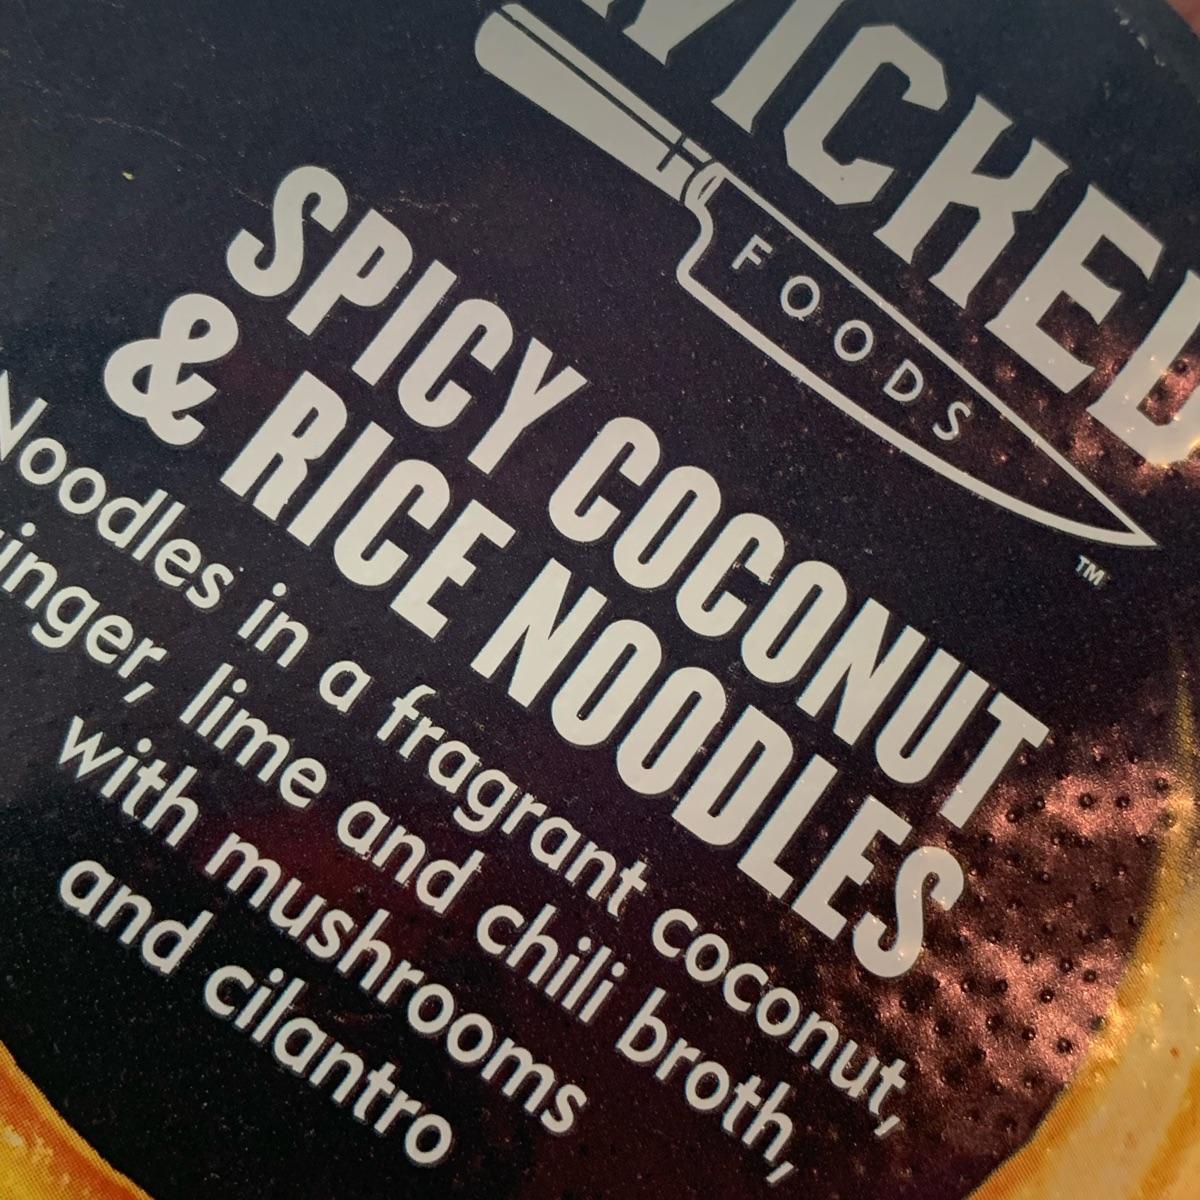 WICKED
FOODS
TM
SPICY COCONUT
& RICE NOODLES
Noodles in a fragrant coconut,
ginger, lime and chili broth,
with mushrooms
and cilantro